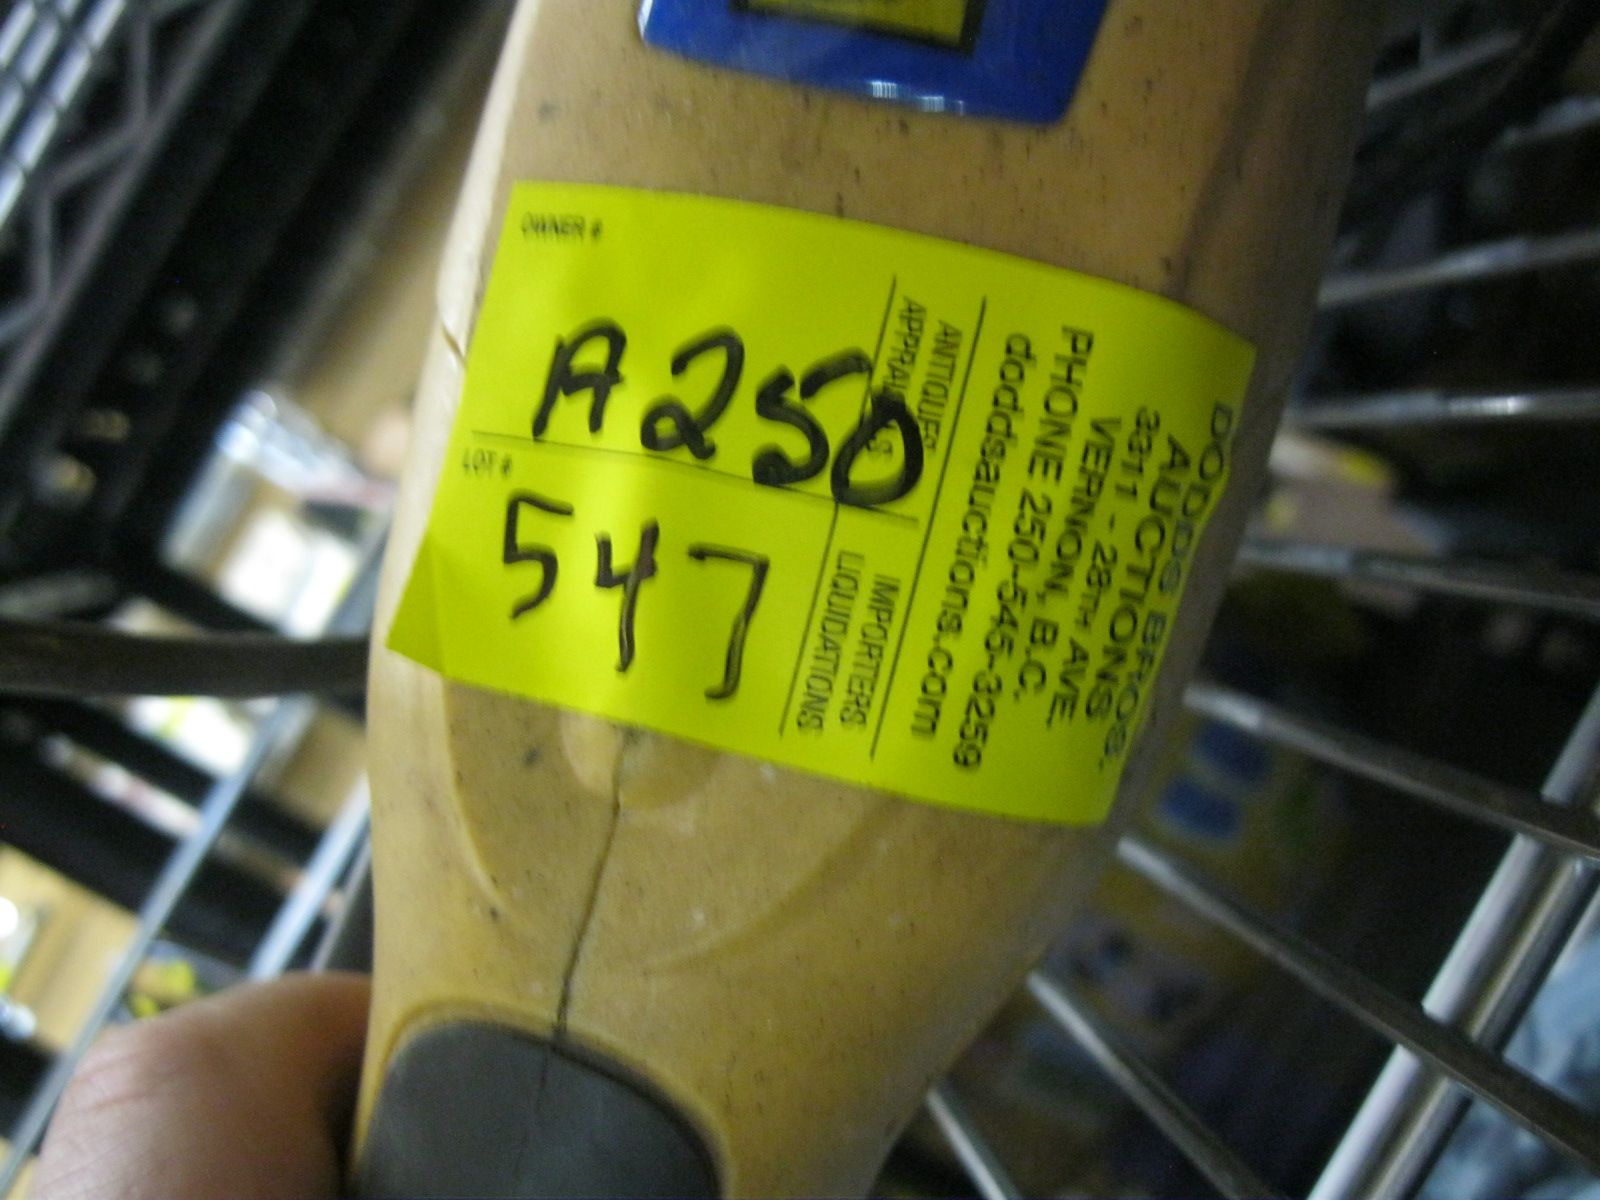 OWNER #
A250
LOT #
547
ANTIQUES
APPRAISALS
IMPORTERS
LIQUIDATIONS
DODDS BROS.
AUCTIONS
3311 - 28TH AVE.
VERNON, B.C.
PHONE 250-545-3259
doddsauctions.com